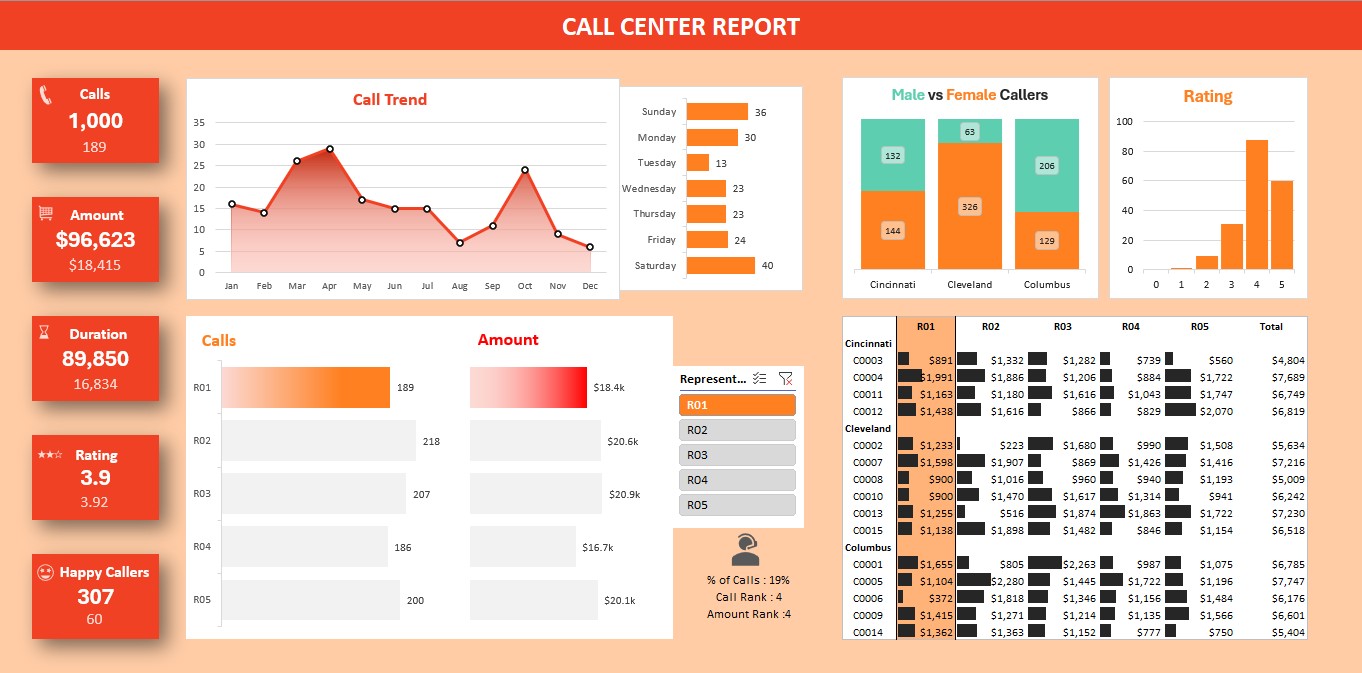 CALL CENTER REPORT
Calls
1,000
189
Amount
$96,623
$18,415
Duration
89,850
16,834
Rating
3.9
3.92
Happy Callers
307
60
Call Trend
35
30
25
20
15
10
5
0
Jan Feb Mar Apr May Jun Jul Aug Sep Oct Nov Dec
Sunday 36
Monday 30
Tuesday 13
Wednesday 23
Thursday 23
Friday 24
Saturday 40
Male vs Female Callers
132 63 206
144 326 129
Cincinnati Cleveland Columbus
Rating
100
80
60
40
20
0
0 1 2 3 4 5
Calls Amount
R01 189 $18.4k
R02 218 $20.6k
R03 207 $20.9k
R04 186 $16.7k
R05 200 $20.1k
Represent...
R01
R02
R03
R04
R05
% of Calls : 19%
Call Rank : 4
Amount Rank :4
R01 R02 R03 R04 R05 Total
Cincinnati
C0003 $891 $1,332 $1,282 $739 $560 $4,804
C0004 $1,991 $1,886 $1,206 $884 $1,722 $7,689
C0011 $1,163 $1,180 $1,616 $1,043 $1,747 $6,749
C0012 $1,438 $1,616 $866 $829 $2,070 $6,819
Cleveland
C0002 $1,233 $223 $1,680 $990 $1,508 $5,634
C0007 $1,598 $1,907 $869 $1,426 $1,416 $7,216
C0008 $900 $1,016 $960 $940 $1,193 $5,009
C0010 $900 $1,470 $1,617 $1,314 $941 $6,242
C0013 $1,255 $516 $1,874 $1,863 $1,722 $7,230
C0015 $1,138 $1,898 $1,482 $846 $1,154 $6,518
Columbus
C0001 $1,655 $805 $2,263 $987 $1,075 $6,785
C0005 $1,104 $2,280 $1,445 $1,722 $1,196 $7,747
C0006 $372 $1,818 $1,346 $1,156 $1,484 $6,176
C0009 $1,415 $1,271 $1,214 $1,135 $1,566 $6,601
C0014 $1,362 $1,363 $1,152 $777 $750 $5,404